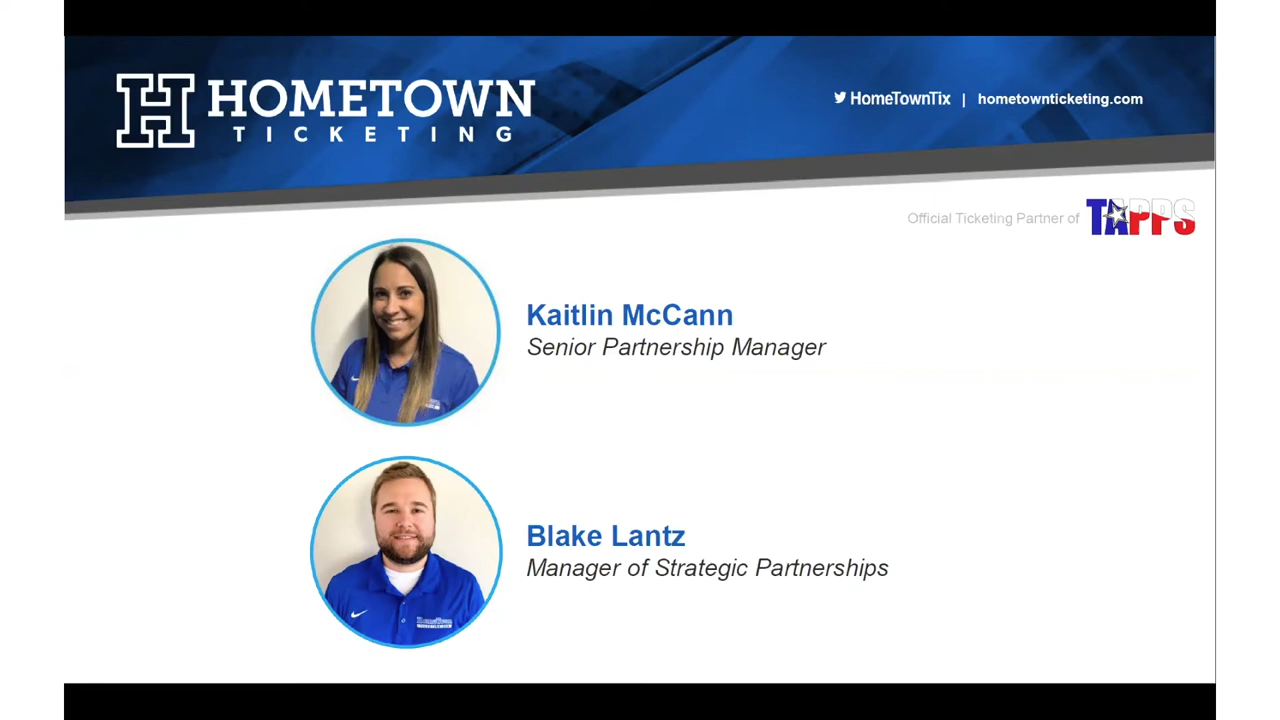 H HOMETOWN
TICKETING
HomeTownTix | hometownticketing.com
Official Ticketing Partner of TAPPS
Kaitlin McCann
Senior Partnership Manager
Blake Lantz
Manager of Strategic Partnerships